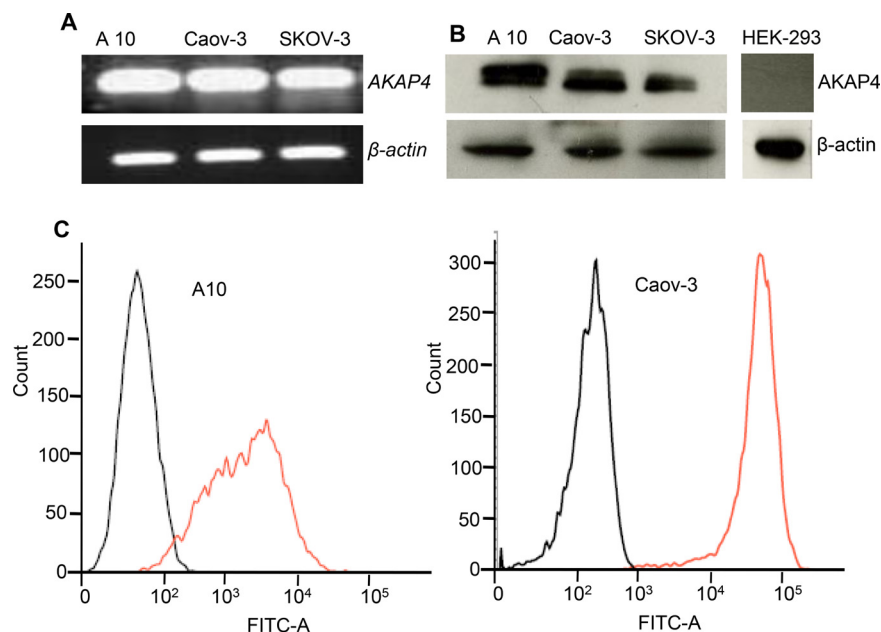 A
A 10 Caov-3 SKOV-3
AKAP4
β-actin
B
A 10 Caov-3 SKOV-3 HEK-293
AKAP4
β-actin
C
A10
Count
250
200
150
100
50
0
0 10² 10³ 10⁴ 10⁵
FITC-A
Caov-3
Count
300
250
200
150
100
50
0
0 10² 10³ 10⁴ 10⁵
FITC-A